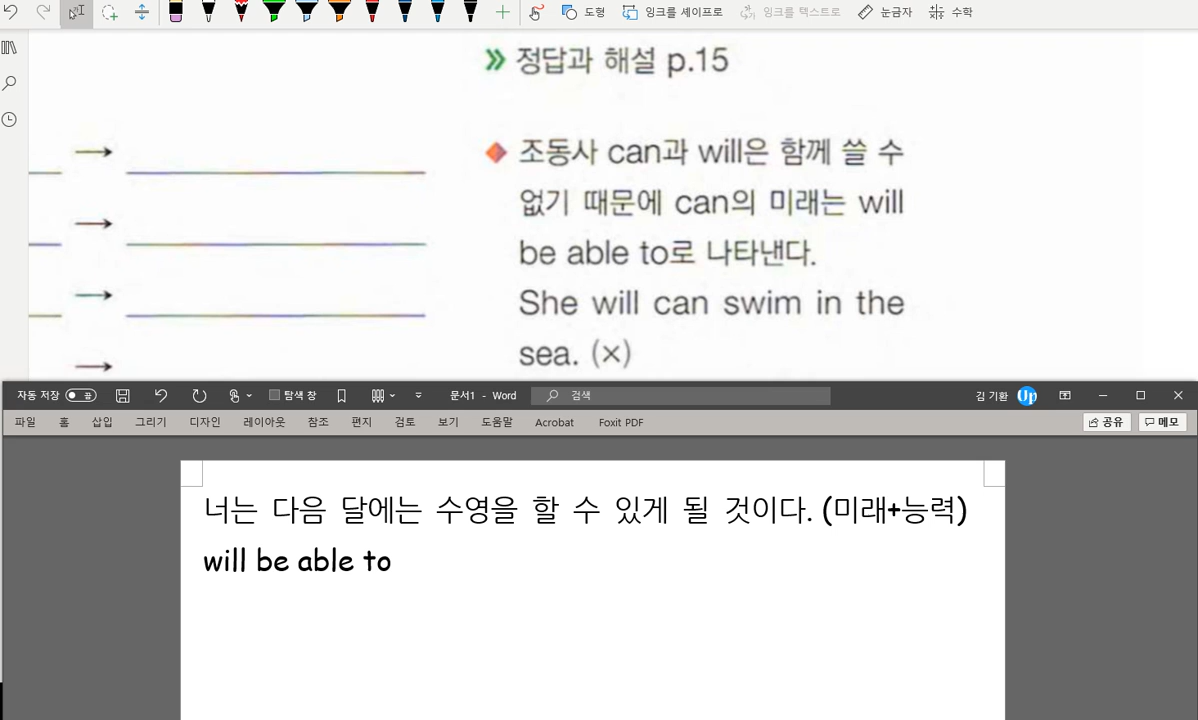 도형 잉크를 셰이프로 잉크를 텍스트로 눈금자 수학
정답과 해설 p.15
조동사 can과 will은 함께 쓸 수
없기 때문에 can의 미래는 will
be able to로 나타낸다.
She will can swim in the
sea. (×)
자동 저장 끔 탐색 창 문서1 - Word 검색 김 기환 Up
파일 홈 삽입 그리기 디자인 레이아웃 참조 편지 검토 보기 도움말 Acrobat Foxit PDF 공유 메모
너는 다음 달에는 수영을 할 수 있게 될 것이다. (미래+능력)
will be able to